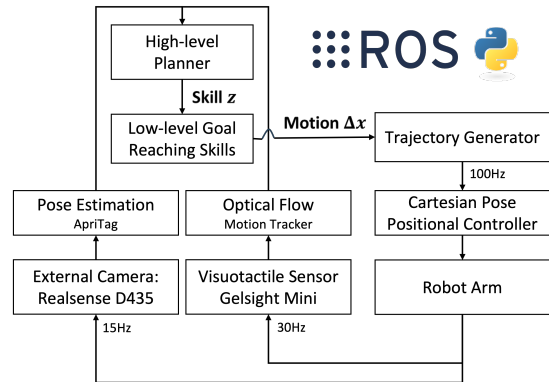 High-level
Planner
ROS
Skill z
Low-level Goal
Reaching Skills
Motion Δx
Trajectory Generator
100Hz
Pose Estimation
ApriTag
Optical Flow
Motion Tracker
Cartesian Pose
Positional Controller
External Camera:
Realsense D435
Visuotactile Sensor
Gelsight Mini
Robot Arm
15Hz
30Hz